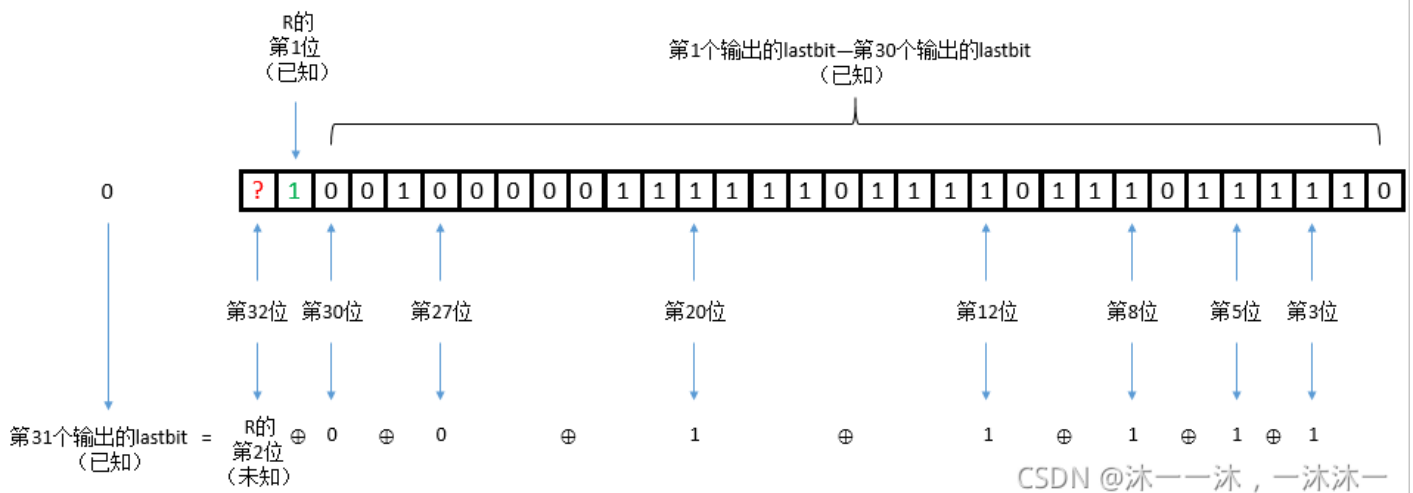 R的
第1位
（已知）
第1个输出的lastbit—第30个输出的lastbit
（已知）
0 ? 1 0 0 1 0 0 0 0 0 1 1 1 1 1 1 0 1 1 1 1 0 1 1 1 0 1 1 1 1 1 0
第32位 第30位 第27位 第20位 第12位 第8位 第5位 第3位
第31个输出的lastbit = R的 ⊕ 0 ⊕ 0 ⊕ 1 ⊕ 1 ⊕ 1 ⊕ 1 ⊕ 1
（已知） 第2位
（未知）
CSDN @沐一一沐，一沐沐一